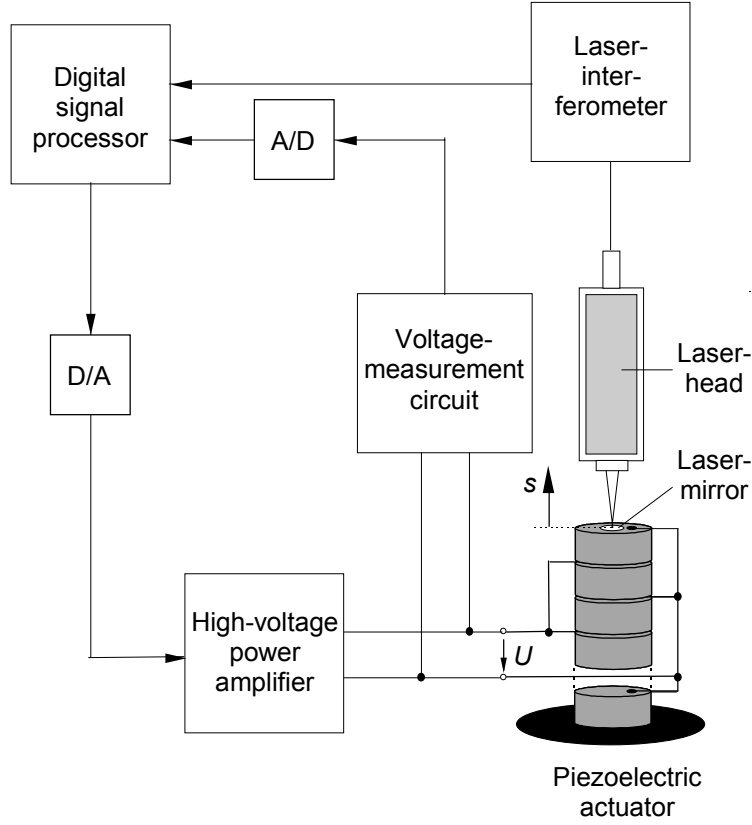 Digital
signal
processor
Laser-
inter-
ferometer
A/D
D/A
Voltage-
measurement
circuit
Laser-
head
Laser-
mirror
s
High-voltage
power
amplifier
U
Piezoelectric
actuator